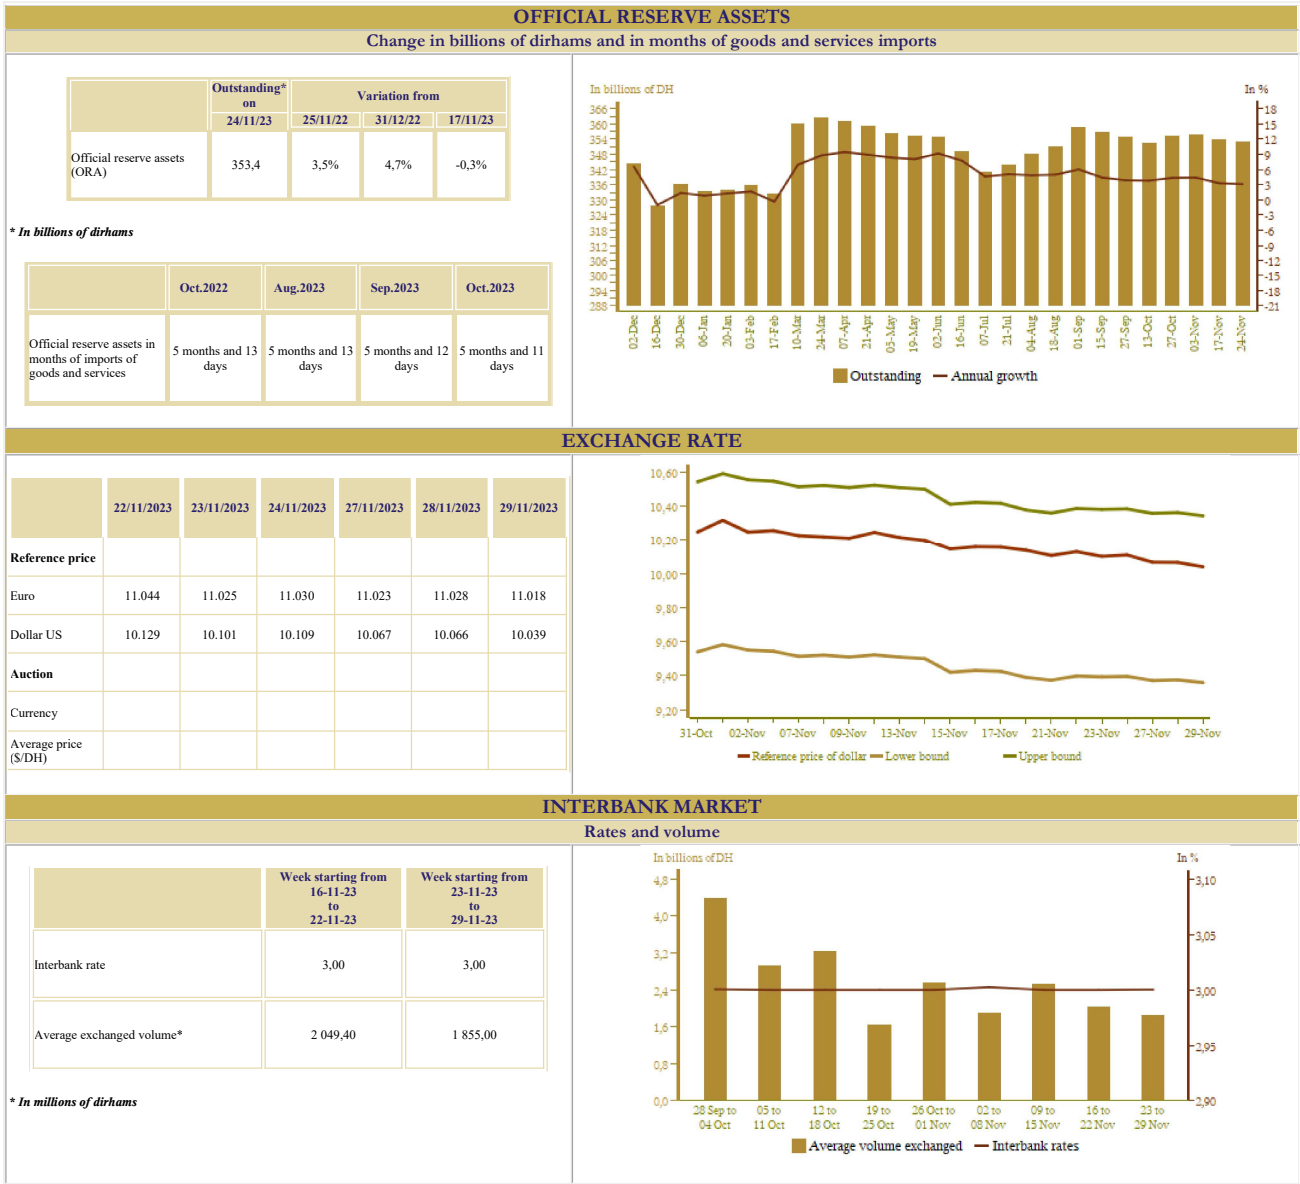 OFFICIAL RESERVE ASSETS
Change in billions of dirhams and in months of goods and services imports
Outstanding*
on
Variation from
24/11/23 25/11/22 31/12/22 17/11/23
Official reserve assets
(ORA)
353,4 3,5% 4,7% -0,3%
* In billions of dirhams
Oct.2022 Aug.2023 Sep.2023 Oct.2023
Official reserve assets in
months of imports of
goods and services
5 months and 13
days
5 months and 13
days
5 months and 12
days
5 months and 11
days
In billions of DH
In %
366
360
354
348
342
336
330
324
318
312
306
300
294
288
18
15
12
9
6
3
0
-3
-6
-9
-12
-15
-18
-21
02-Dec
16-Dec
30-Dec
06-Jan
20-Jan
03-Feb
17-Feb
10-Mar
24-Mar
07-Apr
21-Apr
05-May
19-May
02-Jun
16-Jun
07-Jul
21-Jul
04-Aug
18-Aug
01-Sep
15-Sep
27-Sep
13-Oct
27-Oct
03-Nov
17-Nov
24-Nov
Outstanding Annual growth
EXCHANGE RATE
22/11/2023 23/11/2023 24/11/2023 27/11/2023 28/11/2023 29/11/2023
Reference price
Euro 11.044 11.025 11.030 11.023 11.028 11.018
Dollar US 10.129 10.101 10.109 10.067 10.066 10.039
Auction
Currency
Average price
($/DH)
10,60
10,40
10,20
10,00
9,80
9,60
9,40
9,20
31-Oct 02-Nov 07-Nov 09-Nov 13-Nov 15-Nov 17-Nov 21-Nov 23-Nov 27-Nov 29-Nov
Reference price of dollar Lower bound Upper bound
INTERBANK MARKET
Rates and volume
Week starting from
16-11-23
to
22-11-23
Week starting from
23-11-23
to
29-11-23
Interbank rate 3,00 3,00
Average exchanged volume* 2 049,40 1 855,00
* In millions of dirhams
In billions of DH
In %
4,8
4,0
3,2
2,4
1,6
0,8
0,0
3,10
3,05
3,00
2,95
2,90
28 Sep to
04 Oct
05 to
11 Oct
12 to
18 Oct
19 to
25 Oct
26 Oct to
01 Nov
02 to
08 Nov
09 to
15 Nov
16 to
22 Nov
23 to
29 Nov
Average volume exchanged Interbank rates